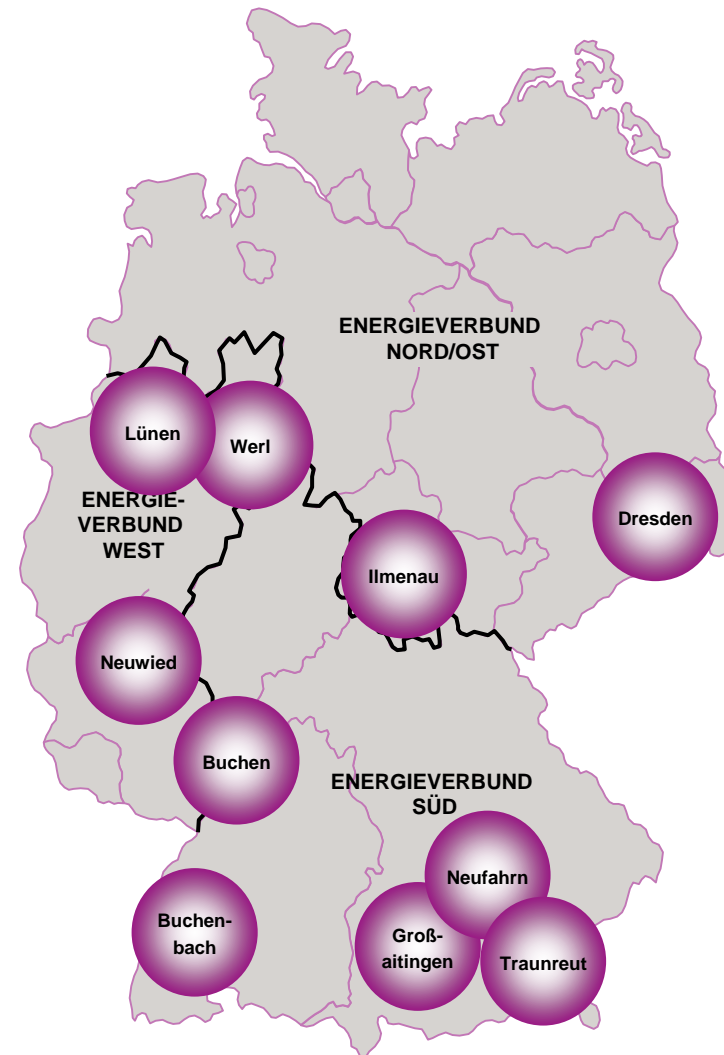 ENERGIEVERBUND
NORD/OST
Lünen
Werl
ENERGIE-
VERBUND
WEST
Dresden
Ilmenau
Neuwied
Buchen
ENERGIEVERBUND
SÜD
Neufahrn
Buchen-
bach
Groß-
aitingen
Traunreut